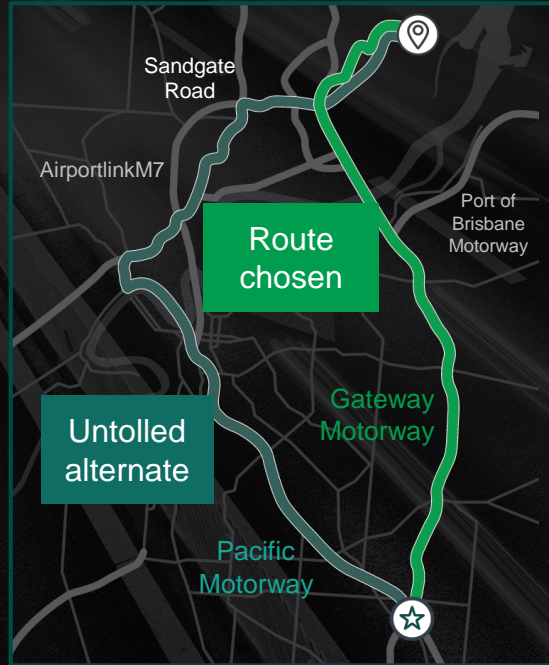 Sandgate
Road
AirportlinkM7
Port of
Brisbane
Motorway
Route
chosen
Gateway
Motorway
Untolled
alternate
Pacific
Motorway